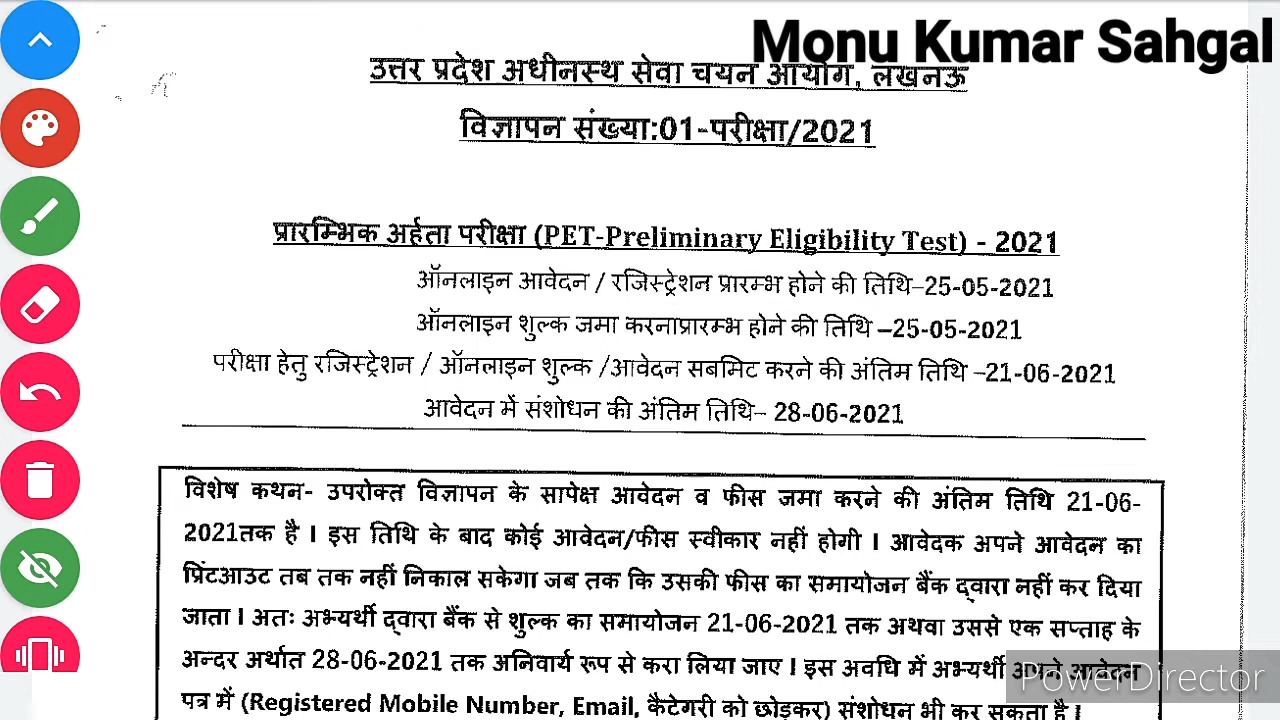 Monu Kumar Sahgal
उत्तर प्रदेश अधीनस्थ सेवा चयन आयोग, लखनऊ
विज्ञापन संख्या:01-परीक्षा/2021
प्रारम्भिक अर्हता परीक्षा (PET-Preliminary Eligibility Test) - 2021
ऑनलाइन आवेदन / रजिस्ट्रेशन प्रारम्भ होने की तिथि–25-05-2021
ऑनलाइन शुल्क जमा करनाप्रारम्भ होने की तिथि –25-05-2021
परीक्षा हेतु रजिस्ट्रेशन / ऑनलाइन शुल्क /आवेदन सबमिट करने की अंतिम तिथि –21-06-2021
आवेदन में संशोधन की अंतिम तिथि– 28-06-2021
विशेष कथन- उपरोक्त विज्ञापन के सापेक्ष आवेदन व फीस जमा करने की अंतिम तिथि 21-06-
2021तक है । इस तिथि के बाद कोई आवेदन/फीस स्वीकार नहीं होगी । आवेदक अपने आवेदन का
प्रिंटआउट तब तक नहीं निकाल सकेगा जब तक कि उसकी फीस का समायोजन बैंक द्वारा नहीं कर दिया
जाता । अतः अभ्यर्थी द्वारा बैंक से शुल्क का समायोजन 21-06-2021 तक अथवा उससे एक सप्ताह के
अन्दर अर्थात 28-06-2021 तक अनिवार्य रूप से करा लिया जाए । इस अवधि में अभ्यर्थी अपने आवेदन
पत्र में (Registered Mobile Number, Email, कैटेगरी को छोड़कर) संशोधन भी कर सकता है ।
PowerDirector